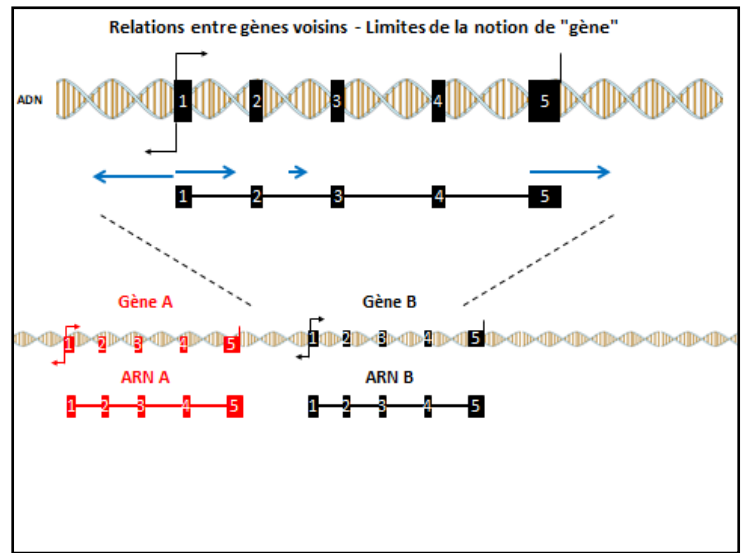 Relations entre gènes voisins - Limites de la notion de "gène"
ADN
1 2 3 4 5
1 2 3 4 5
Gène A Gène B
1 2 3 4 5 1 2 3 4 5
ARN A ARN B
1 2 3 4 5 1 2 3 4 5